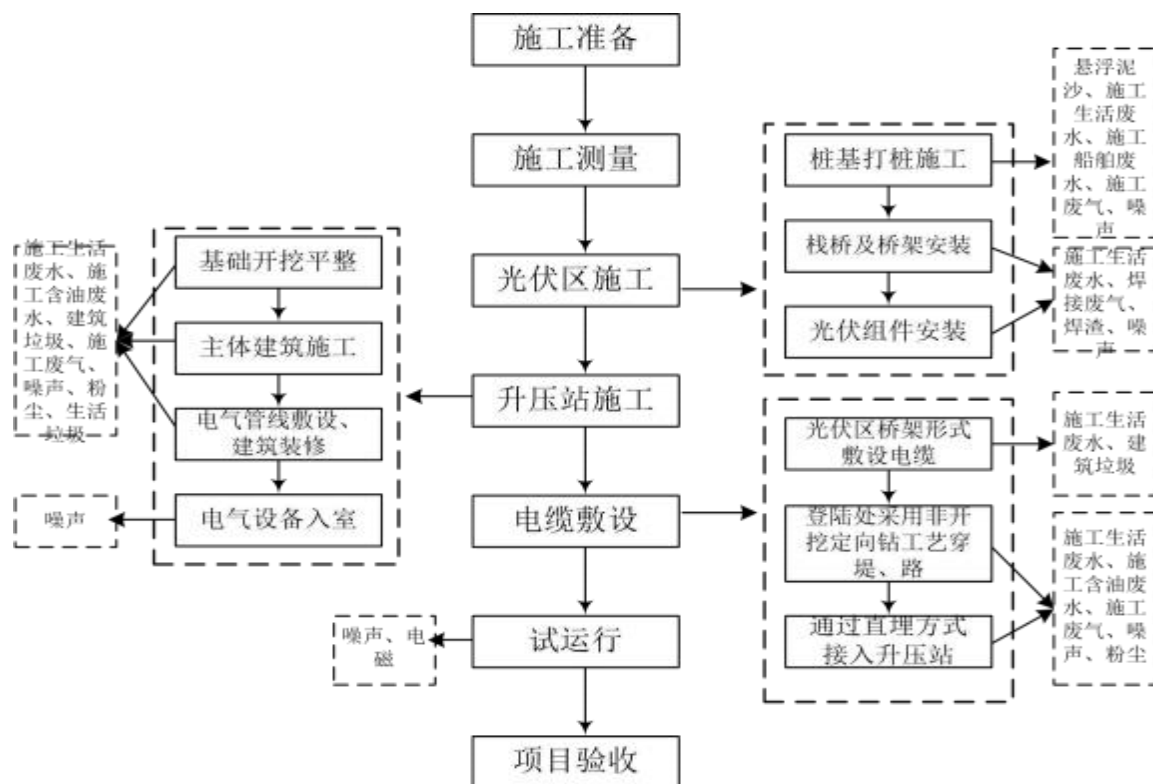 施工准备
施工测量
光伏区施工
升压站施工
电缆敷设
试运行
项目验收
桩基打桩施工
栈桥及桥架安装
光伏组件安装
悬浮泥
沙、施工
生活废
水、施工
船舶废
水、施工
废气、噪
声
施工生活
废水、焊
接废气、
焊渣、噪
声
基础开挖平整
主体建筑施工
电气管线敷设、
建筑装修
电气设备入室
施工生活
废水、施
工含油废
水、建筑
垃圾、施
工废气、
噪声、粉
尘、生活
垃圾
噪声
光伏区桥架形式
敷设电缆
登陆处采用非开
挖定向钻工艺穿
堤、路
通过直埋方式
接入升压站
施工生活
废水、建
筑垃圾
施工生活
废水、施
工含油废
水、施工
废气、噪
声、粉尘
噪声、电
磁